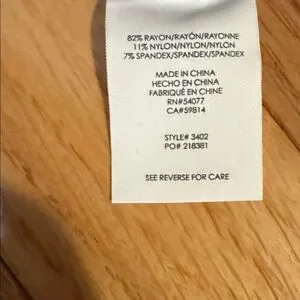 82% RAYON/RAYÓN/RAYONNE
11% NYLON/NYLON/NYLON
7% SPANDEX/SPANDEX/SPANDEX
MADE IN CHINA
HECHO EN CHINA
FABRIQUÉ EN CHINE
RN#54077
CA#59814
STYLE# 3402
PO# 218381
SEE REVERSE FOR CARE